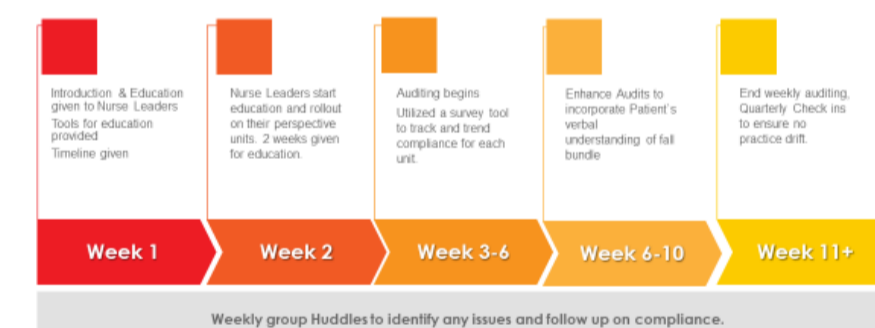 Introduction & Education
given to Nurse Leaders
Tools for education
provided
Timeline given
Nurse Leaders start
education and rollout
on their perspective
units. 2 weeks given
for education.
Auditing begins
Utilized a survey tool
to track and trend
compliance for each
unit.
Enhance Audits to
incorporate Patient's
verbal
understanding of fall
bundle
End weekly auditing,
Quarterly Check ins
to ensure no
practice drift.
Week 1
Week 2
Week 3-6
Week 6-10
Week 11+
Weekly group Huddles to identify any issues and follow up on compliance.